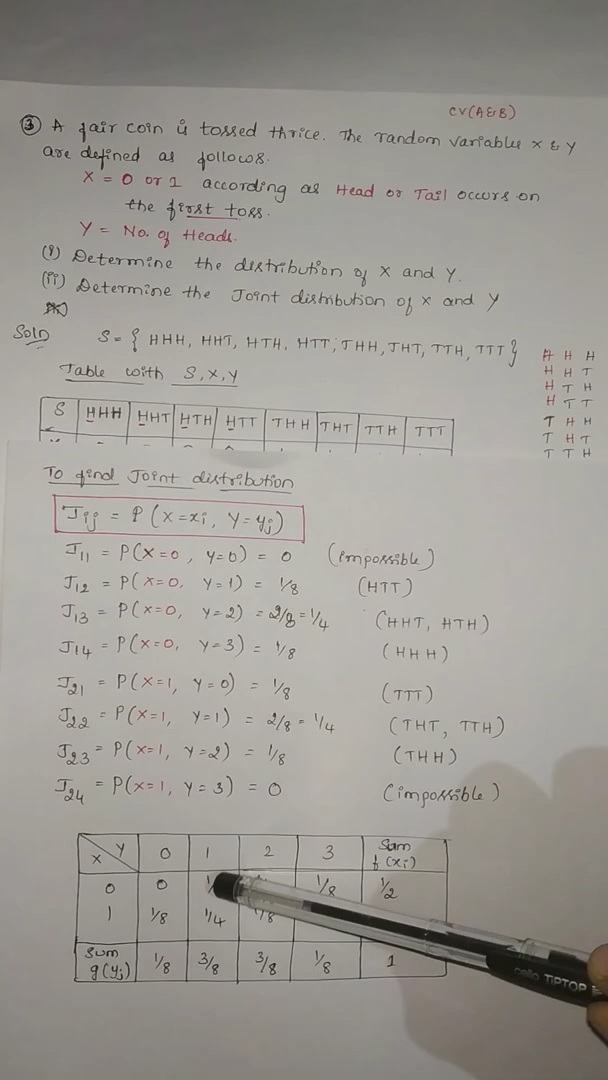 CV(A&B)
③ A fair coin is tossed thrice. The random variables X & Y
are defined as follows.
X = 0 or 1 according as Head or Tail occurs on
the first toss.
Y = No. of Heads.
(i) Determine the distribution of X and Y.
(ii) Determine the Joint distribution of X and Y
Soln S = { HHH, HHT, HTH, HTT, THH, THT, TTH, TTT }
H H H
H H T
H T H
H T T
T H H
T H T
T T H
Table with S, X, Y
S HHH HHT HTH HTT THH THT TTH TTT
To find Joint distribution
Jij = P(X=xi, Y=yj)
J11 = P(X=0, Y=0) = 0 (impossible)
J12 = P(X=0, Y=1) = 1/8 (HTT)
J13 = P(X=0, Y=2) = 2/8 = 1/4 (HHT, HTH)
J14 = P(X=0, Y=3) = 1/8 (HHH)
J21 = P(X=1, Y=0) = 1/8 (TTT)
J22 = P(X=1, Y=1) = 2/8 = 1/4 (THT, TTH)
J23 = P(X=1, Y=2) = 1/8 (THH)
J24 = P(X=1, Y=3) = 0 (impossible)
X Y 0 1 2 3 Sum f(xi)
0 0 1/8 1/2
1 1/8 1/4 1/8
Sum g(yj) 1/8 3/8 3/8 1/8 1
cello TIPTOP